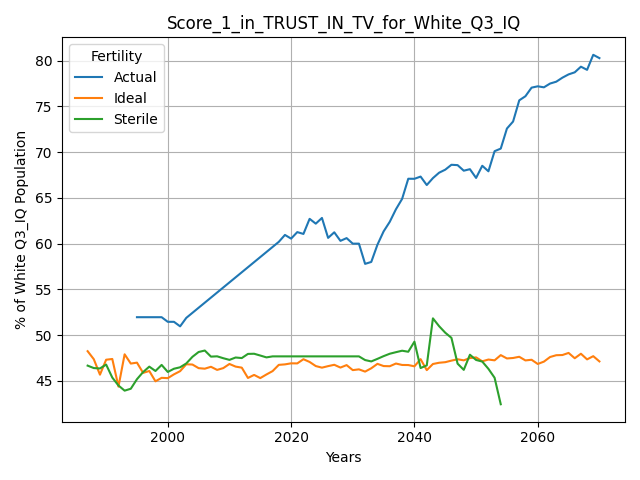 Score_1_in_TRUST_IN_TV_for_White_Q3_IQ
Fertility
Actual
Ideal
Sterile
% of White Q3_IQ Population
80
75
70
65
60
55
50
45
2000
2020
2040
2060
Years